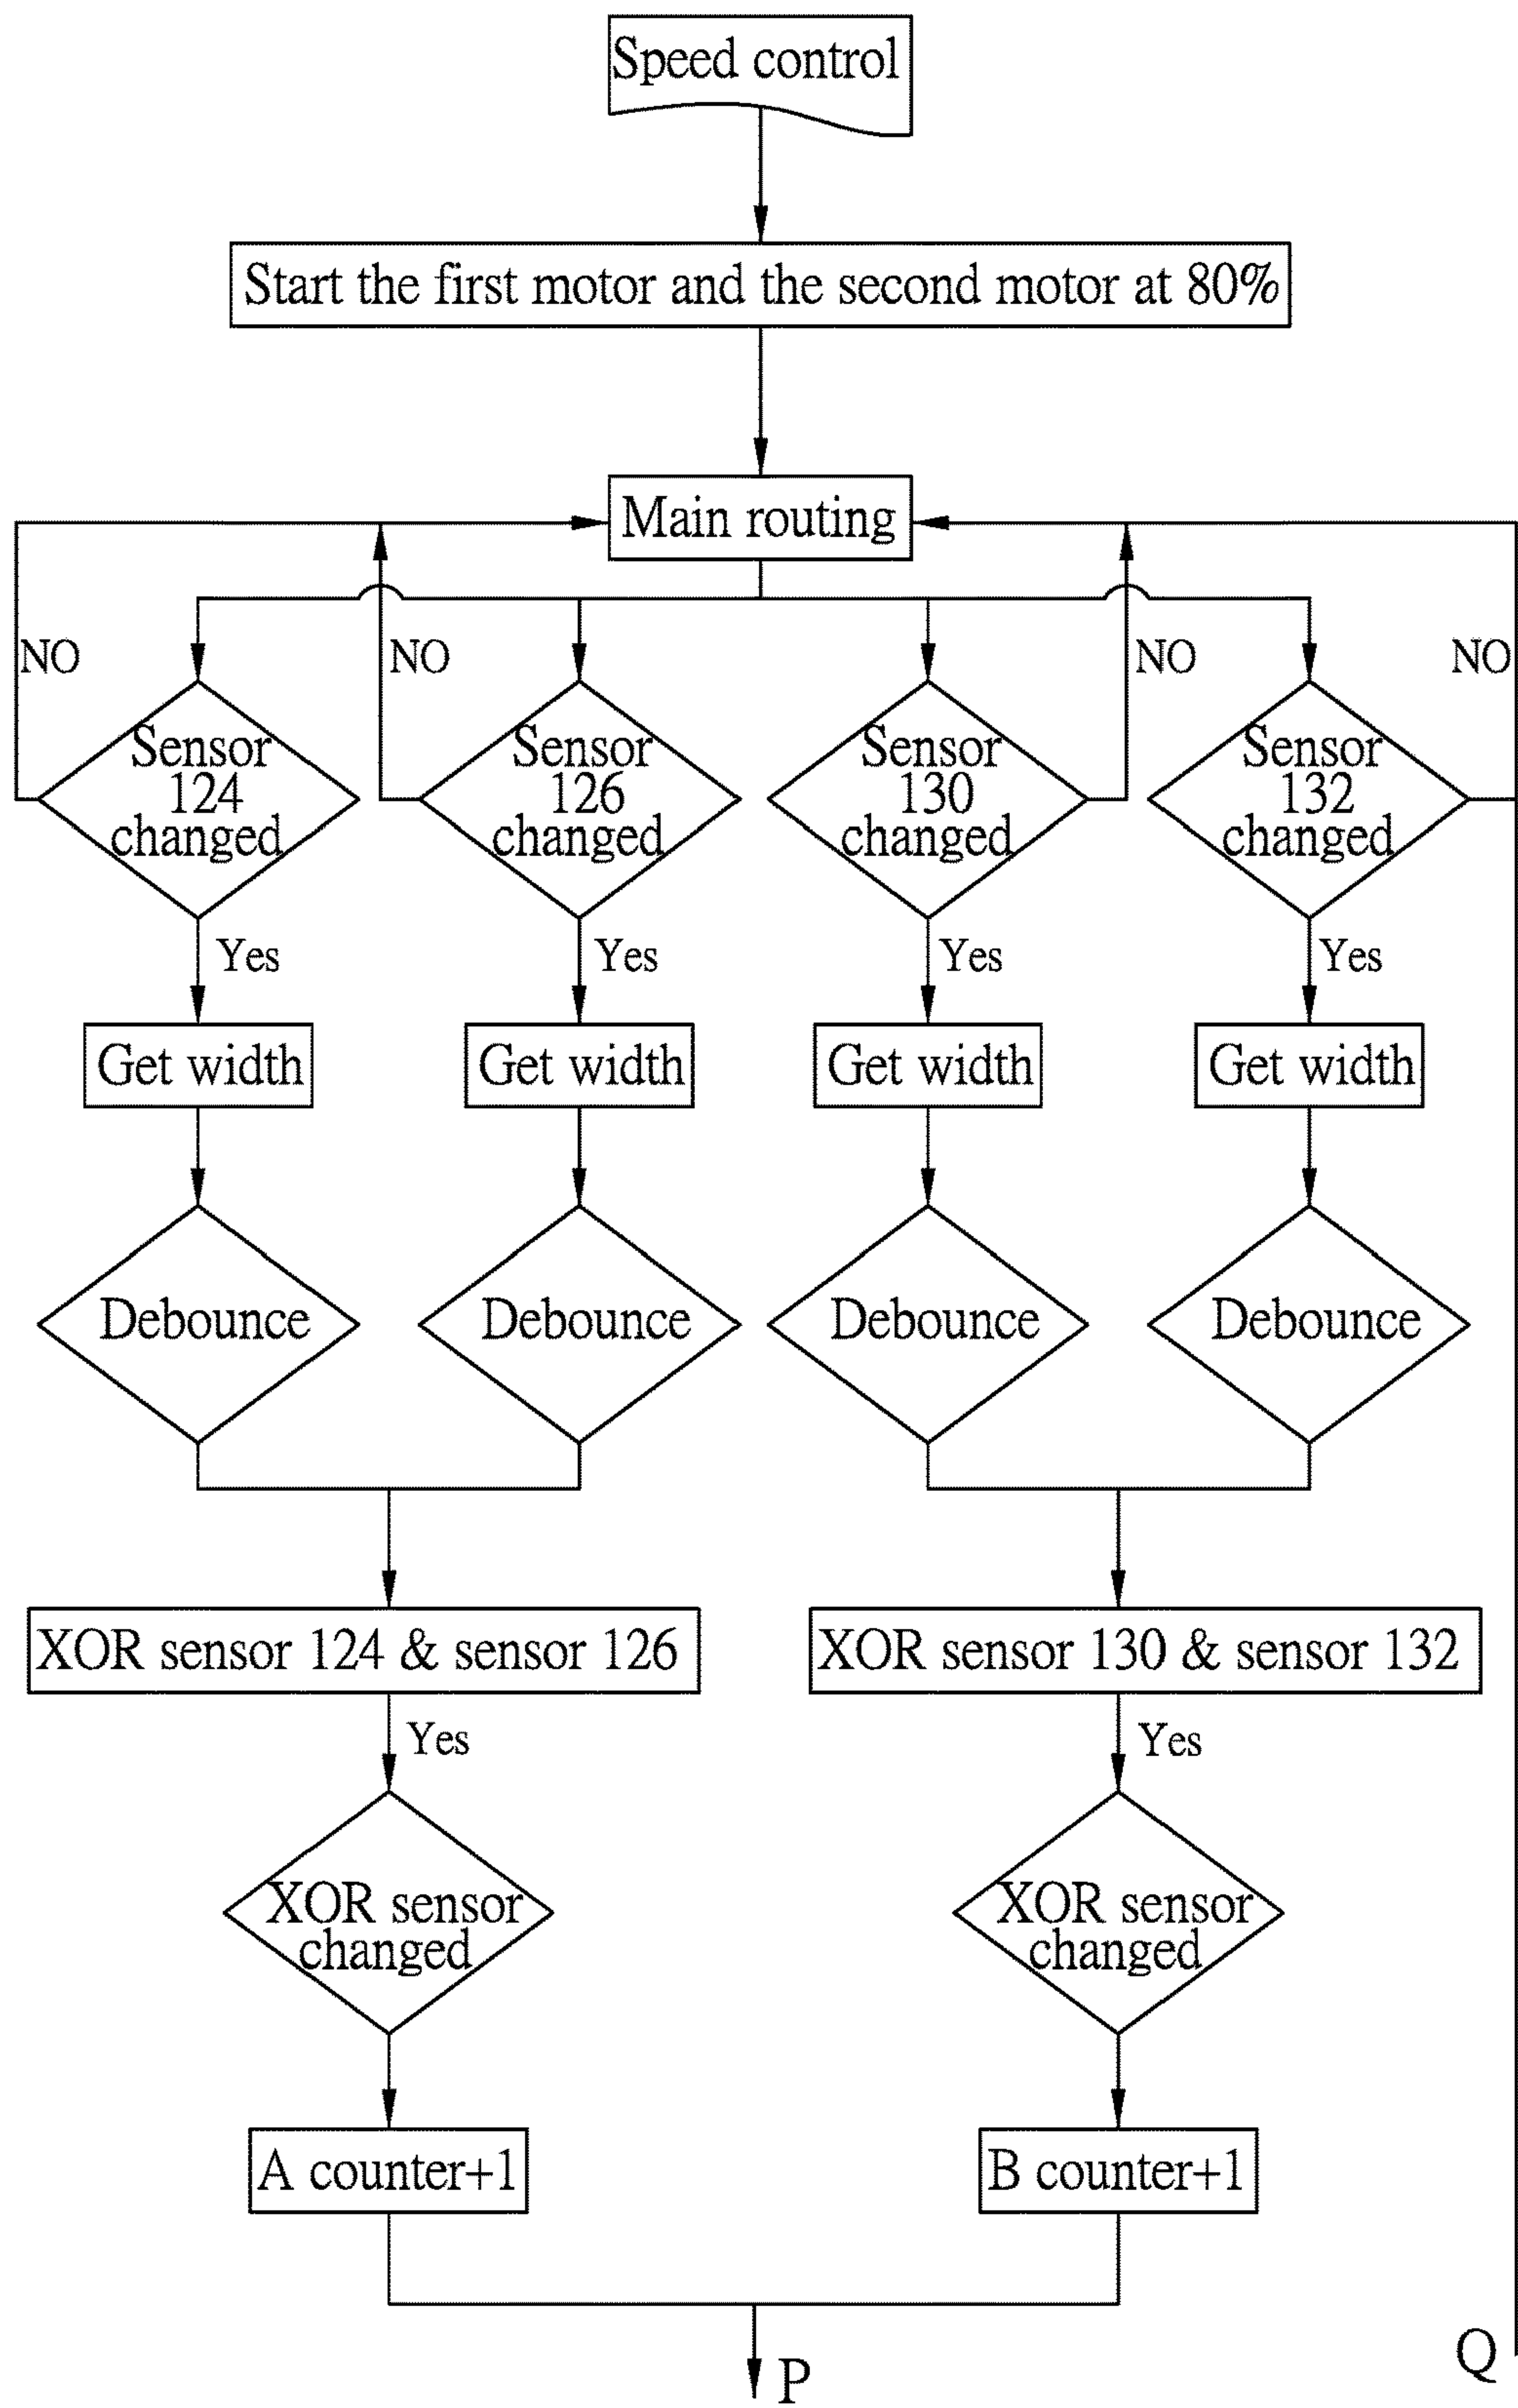 Speed control
Start the first motor and the second motor at 80%
Main routing
NO
NO
NO
NO
Sensor
124
changed
Sensor
126
changed
Sensor
130
changed
Sensor
132
changed
Yes
Yes
Yes
Yes
Get width
Get width
Get width
Get width
Debounce
Debounce
Debounce
Debounce
XOR sensor 124 & sensor 126
XOR sensor 130 & sensor 132
Yes
Yes
XOR sensor
changed
XOR sensor
changed
A counter+1
B counter+1
P
Q